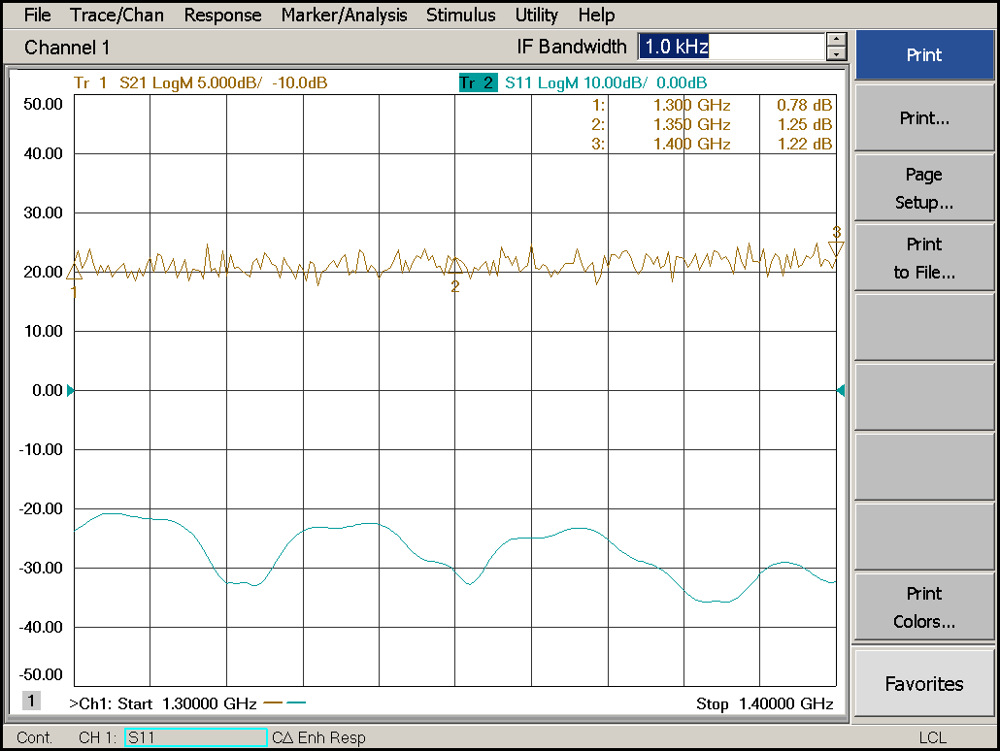 File Trace/Chan Response Marker/Analysis Stimulus Utility Help
Channel 1 IF Bandwidth 1.0 kHz
Print
Print...
Page
Setup...
Print
to File...
Print
Colors...
Favorites
Tr 1 S21 LogM 5.000dB/ -10.0dB Tr 2 S11 LogM 10.00dB/ 0.00dB
1: 1.300 GHz 0.78 dB
2: 1.350 GHz 1.25 dB
3: 1.400 GHz 1.22 dB
50.00
40.00
30.00
20.00
10.00
0.00
-10.00
-20.00
-30.00
-40.00
-50.00
1
2
3
1 >Ch1: Start 1.30000 GHz Stop 1.40000 GHz
Cont. CH 1: S11 CΔ Enh Resp LCL